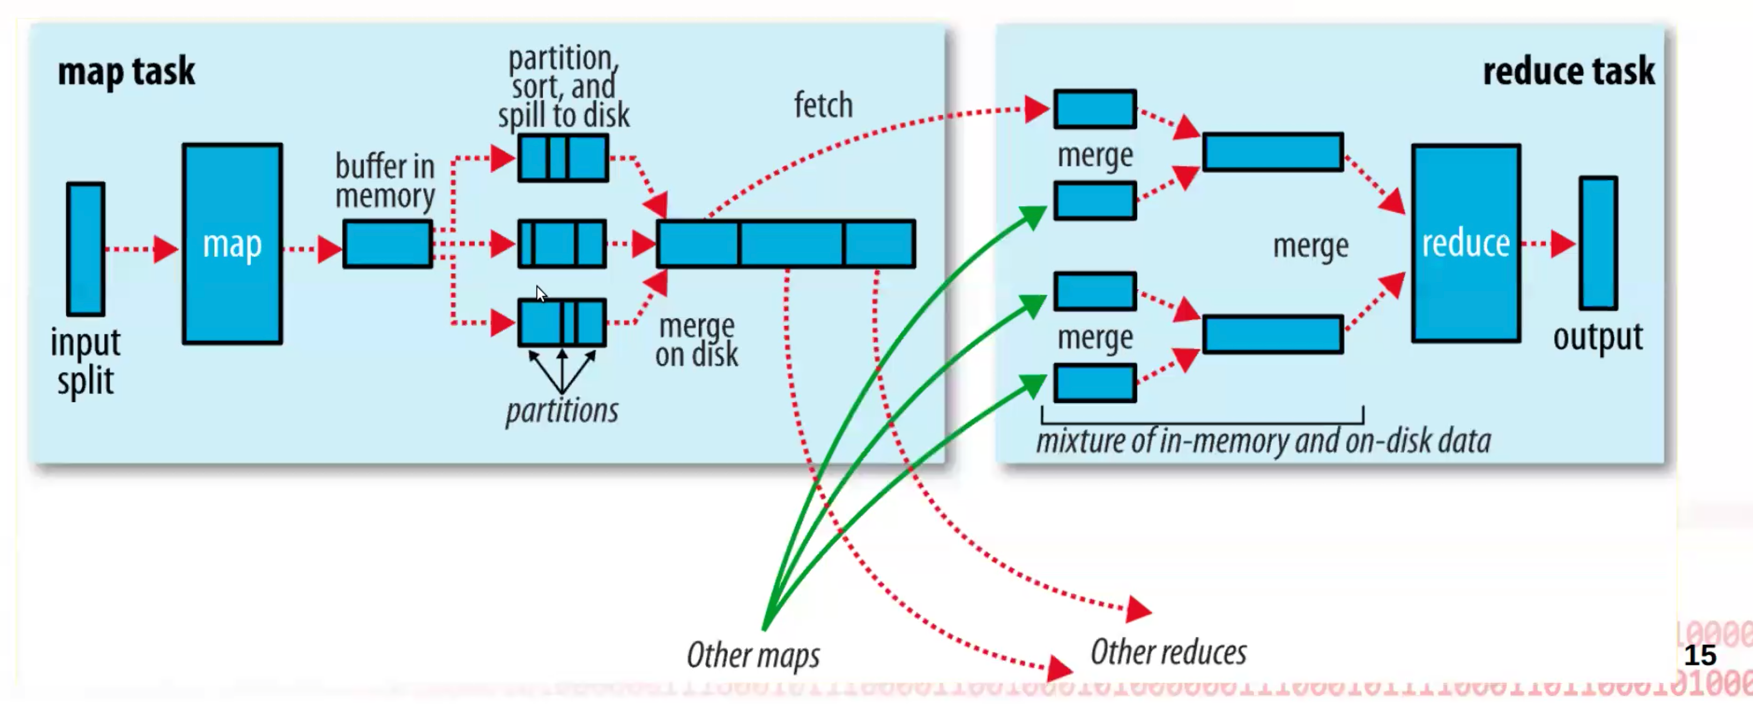 map task
partition,
sort, and
spill to disk
fetch
buffer in
memory
map
input
split
merge
on disk
partitions
reduce task
merge
merge
merge
reduce
output
mixture of in-memory and on-disk data
Other maps
Other reduces
15